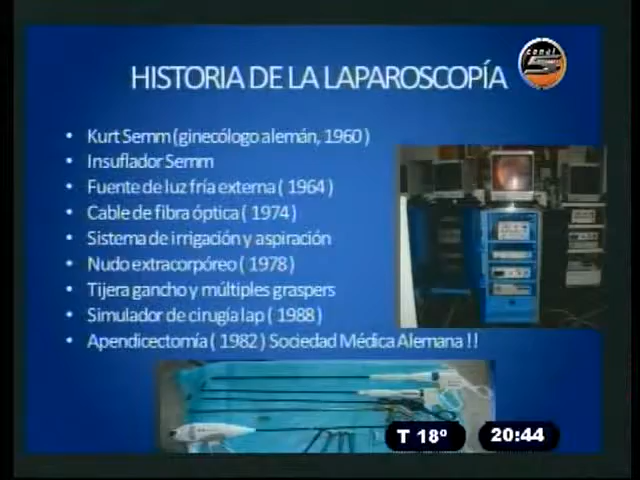 HISTORIA DE LA LAPAROSCOPÍA
canal
• Kurt Semm (ginecólogo alemán, 1960 )
• Insuflador Semm
• Fuente de luz fría externa ( 1964 )
• Cable de fibra óptica ( 1974 )
• Sistema de irrigación y aspiración
• Nudo extracorpóreo ( 1978 )
• Tijera gancho y múltiples graspers
• Simulador de cirugía lap ( 1988 )
• Apendicectomía ( 1982 ) Sociedad Médica Alemana !!
T 18º
20:44